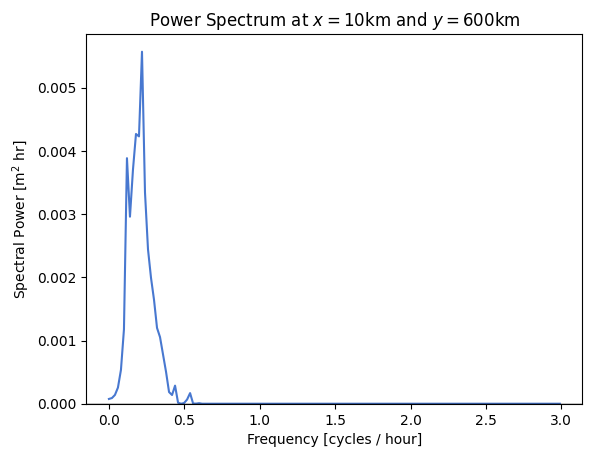 Power Spectrum at x = 10km and y = 600km
Spectral Power [m² hr]
0.005
0.004
0.003
0.002
0.001
0.000
0.0 0.5 1.0 1.5 2.0 2.5 3.0
Frequency [cycles / hour]